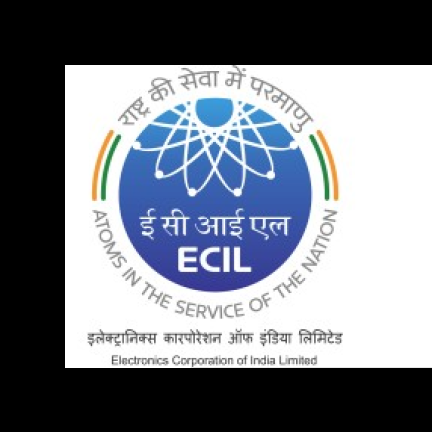 राष्ट्र की सेवा में परमाणु
ई सी आई एल
ECIL
ATOMS IN THE SERVICE OF THE NATION
इलेक्ट्रानिक्स कारपोरेशन ऑफ इंडिया लिमिटेड
Electronics Corporation of India Limited